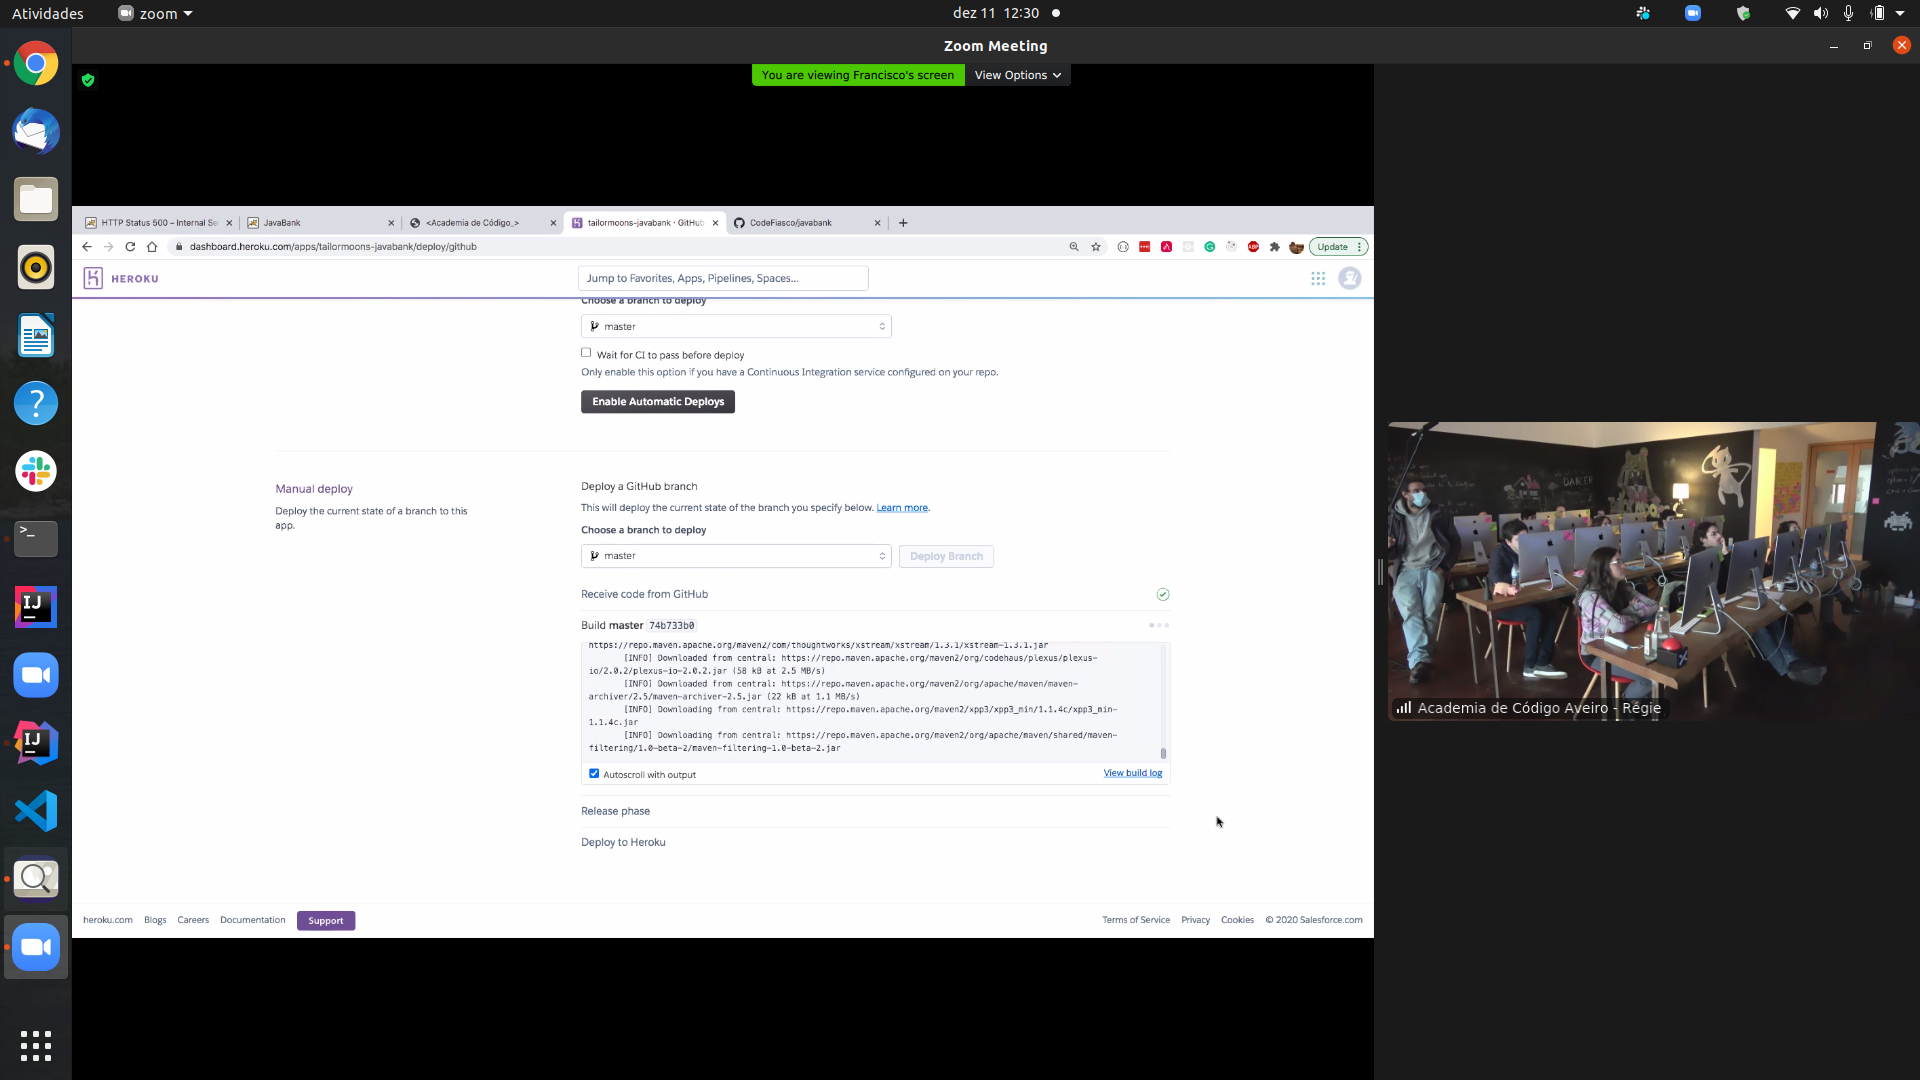 Atividades
zoom
dez 11 12:30
Zoom Meeting
You are viewing Francisco's screen
View Options
HTTP Status 500 – Internal Se
JavaBank
<Academia de Código_>
tailormoons-javabank · GitHub
CodeFiasco/javabank
dashboard.heroku.com/apps/tailormoons-javabank/deploy/github
Update
HEROKU
Jump to Favorites, Apps, Pipelines, Spaces...
Choose a branch to deploy
master
Wait for CI to pass before deploy
Only enable this option if you have a Continuous Integration service configured on your repo.
Enable Automatic Deploys
Manual deploy
Deploy the current state of a branch to this
app.
Deploy a GitHub branch
This will deploy the current state of the branch you specify below. Learn more.
Choose a branch to deploy
master
Deploy Branch
Receive code from GitHub
Build master 74b733b0
https://repo.maven.apache.org/maven2/com/thoughtworks/xstream/xstream/1.3.1/xstream-1.3.1.jar
[INFO] Downloaded from central: https://repo.maven.apache.org/maven2/org/codehaus/plexus/plexus-
io/2.0.2/plexus-io-2.0.2.jar (58 kB at 2.5 MB/s)
[INFO] Downloaded from central: https://repo.maven.apache.org/maven2/org/apache/maven/maven-
archiver/2.5/maven-archiver-2.5.jar (22 kB at 1.1 MB/s)
[INFO] Downloading from central: https://repo.maven.apache.org/maven2/xpp3/xpp3_min/1.1.4c/xpp3_min-
1.1.4c.jar
[INFO] Downloading from central: https://repo.maven.apache.org/maven2/org/apache/maven/shared/maven-
filtering/1.0-beta-2/maven-filtering-1.0-beta-2.jar
Autoscroll with output
View build log
Release phase
Deploy to Heroku
heroku.com
Blogs
Careers
Documentation
Support
Terms of Service
Privacy
Cookies
© 2020 Salesforce.com
DANCER
Academia de Código Aveiro - Régie
IJ
IJ